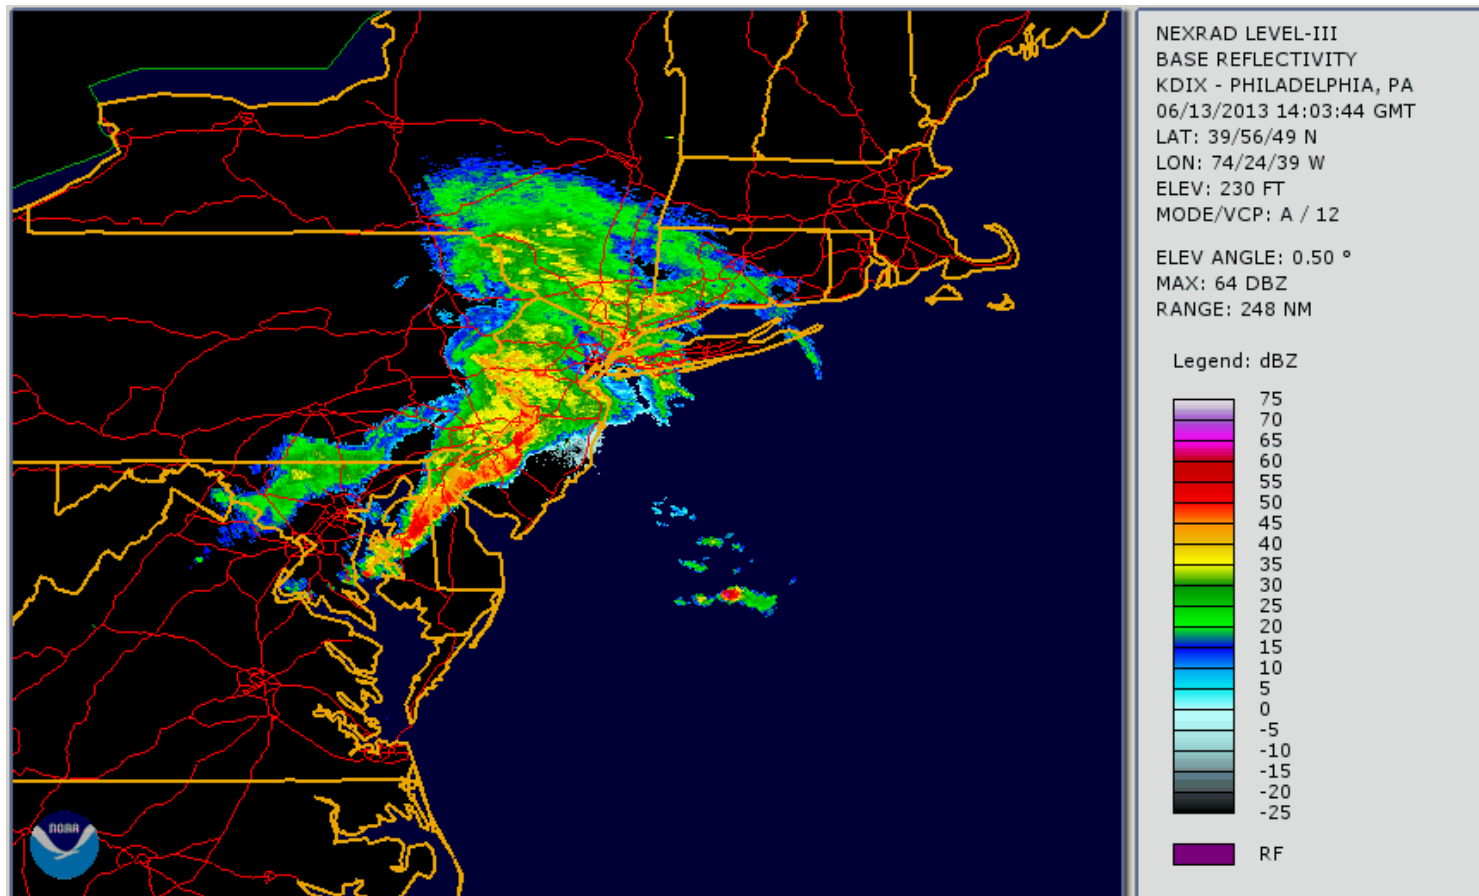 NEXRAD LEVEL-III
BASE REFLECTIVITY
KDIX - PHILADELPHIA, PA
06/13/2013 14:03:44 GMT
LAT: 39/56/49 N
LON: 74/24/39 W
ELEV: 230 FT
MODE/VCP: A / 12
ELEV ANGLE: 0.50 °
MAX: 64 DBZ
RANGE: 248 NM
Legend: dBZ
75
70
65
60
55
50
45
40
35
30
25
20
15
10
5
0
-5
-10
-15
-20
-25
RF
NOAA